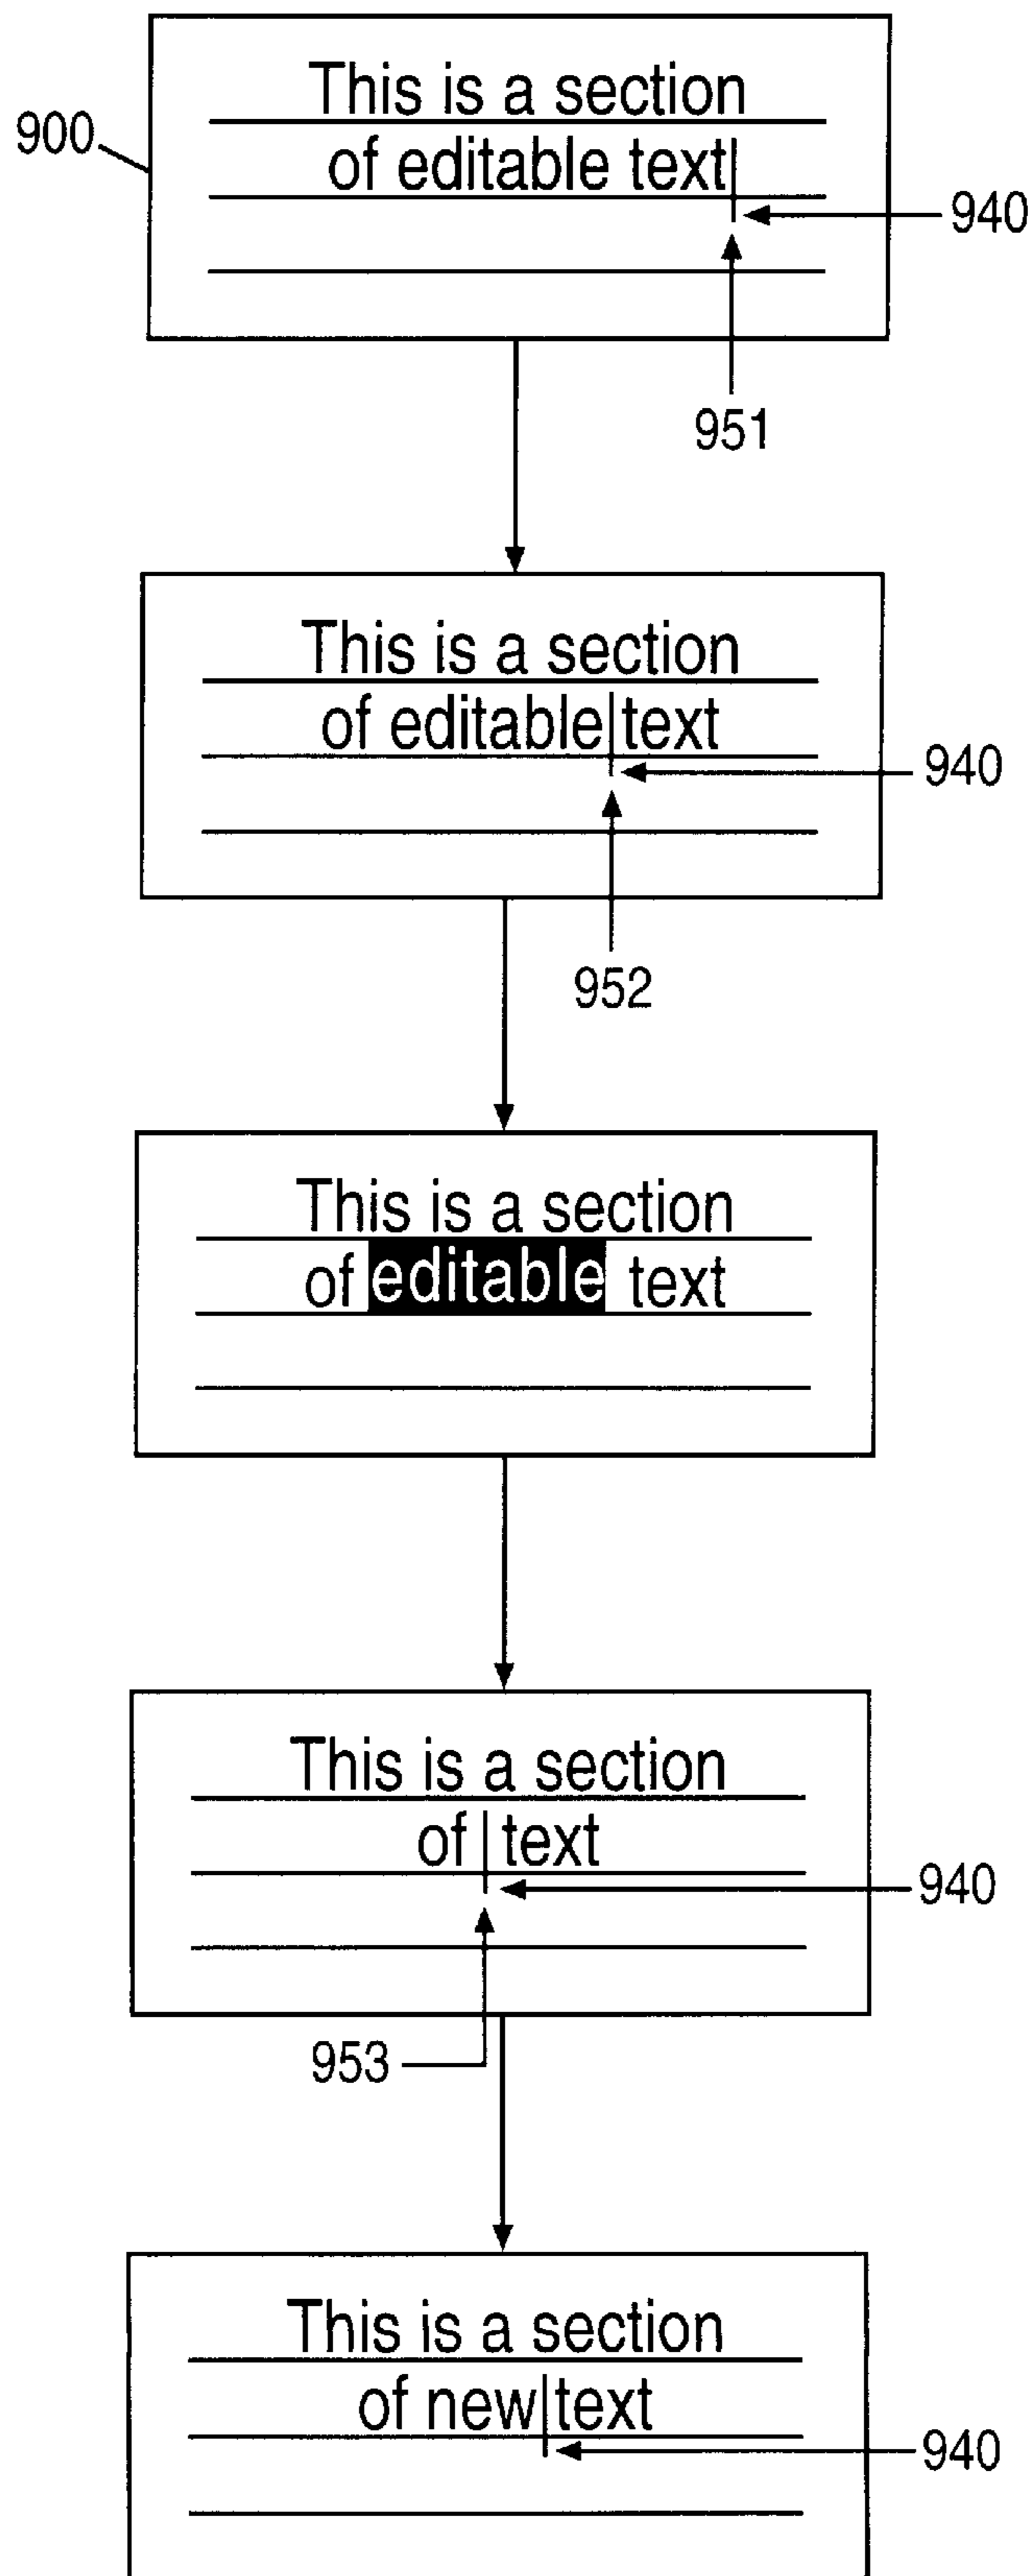 This is a section
900
of editable text
940
951
This is a section
of editable text
940
952
This is a section
of editable text
This is a section
of text
940
953
This is a section
of new text
940